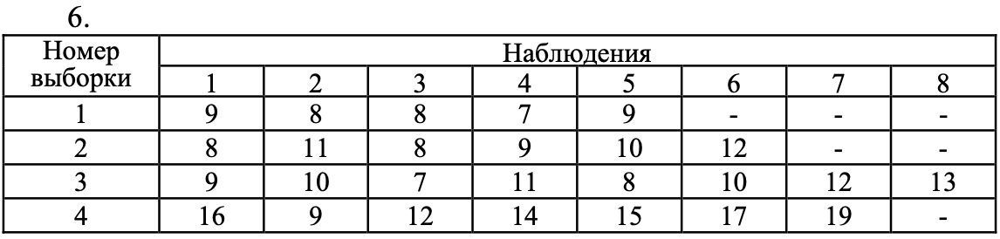 6.
Номер выборки Наблюдения
1 2 3 4 5 6 7 8
1 9 8 8 7 9 - - -
2 8 11 8 9 10 12 - -
3 9 10 7 11 8 10 12 13
4 16 9 12 14 15 17 19 -